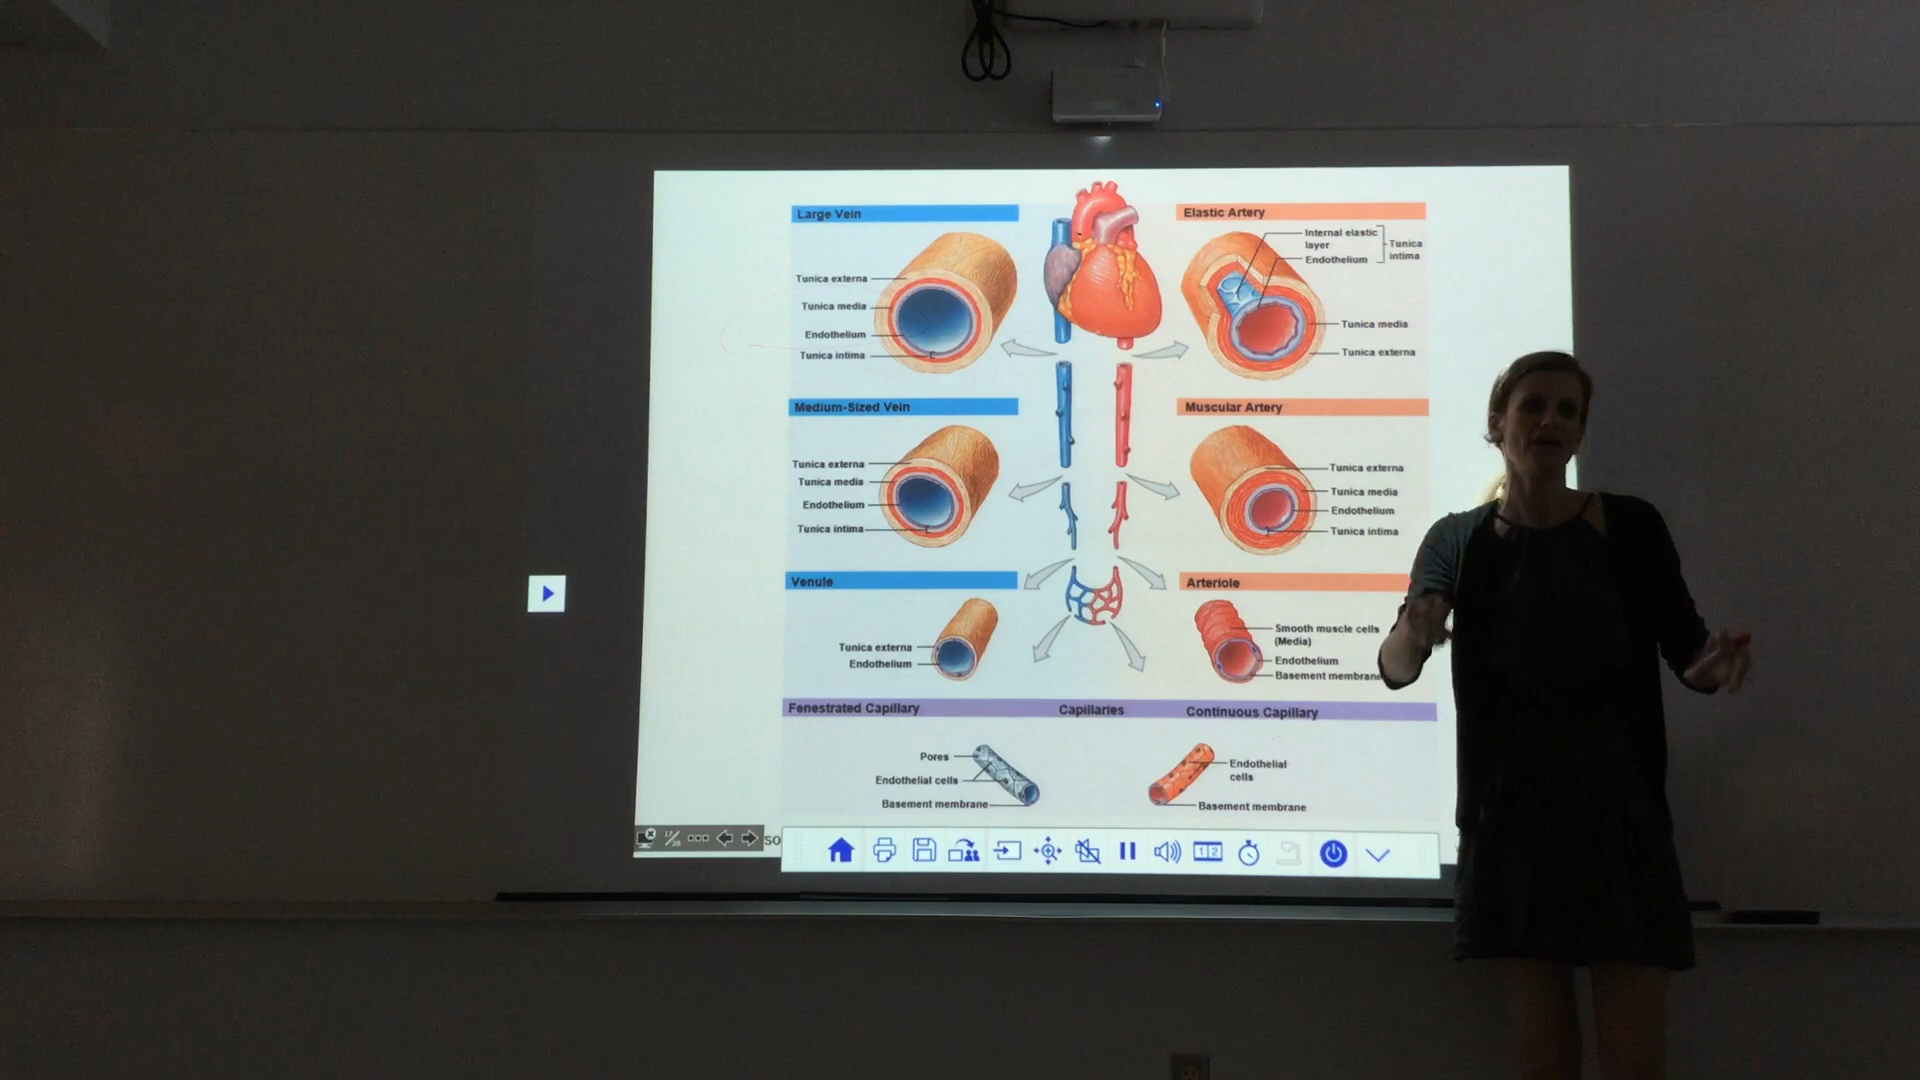 Large Vein
Tunica externa
Tunica media
Endothelium
Tunica intima
Elastic Artery
Internal elastic
layer
Endothelium
Tunica
intima
Tunica media
Tunica externa
Medium-Sized Vein
Tunica externa
Tunica media
Endothelium
Tunica intima
Muscular Artery
Tunica externa
Tunica media
Endothelium
Tunica intima
Venule
Tunica externa
Endothelium
Arteriole
Smooth muscle cells
(Media)
Endothelium
Basement membrane
Fenestrated Capillary
Capillaries
Continuous Capillary
Pores
Endothelial cells
Basement membrane
Endothelial
cells
Basement membrane
so
1 2